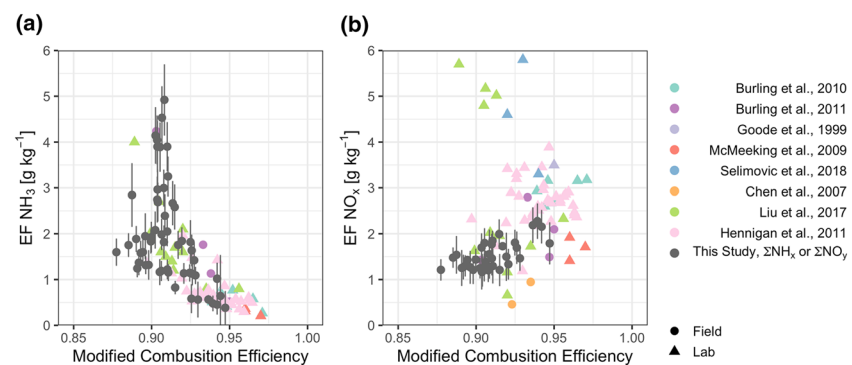 (a)
(b)
6
5
4
3
2
1
0
EF NH₃ [g kg⁻¹]
0.85
0.90
0.95
1.00
Modified Combusition Efficiency
6
5
4
3
2
1
0
EF NOₓ [g kg⁻¹]
0.85
0.90
0.95
1.00
Modified Combusition Efficiency
Burling et al., 2010
Burling et al., 2011
Goode et al., 1999
McMeeking et al., 2009
Selimovic et al., 2018
Chen et al., 2007
Liu et al., 2017
Hennigan et al., 2011
This Study, ΣNHₓ or ΣNOᵧ
Field
Lab